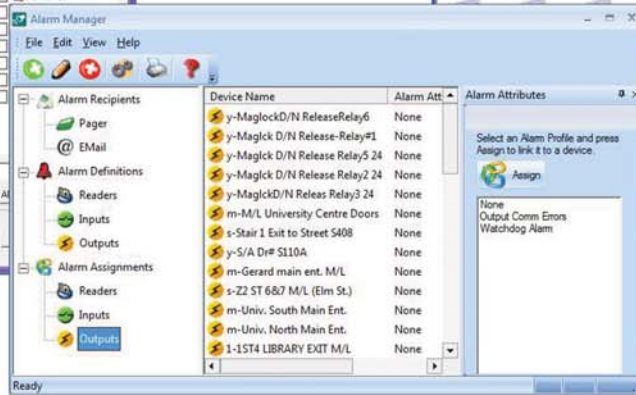 Alarm Manager
File Edit View Help
Alarm Recipients
Pager
@ EMail
Alarm Definitions
Readers
Inputs
Outputs
Alarm Assignments
Readers
Inputs
Outputs
Device Name Alarm Att
y-MaglockD/N ReleaseRelay6 None
y-Maglck D/N Release-Relay#1 None
y-Maglck D/N Release Relay5 24 None
y-Maglck D/N Release Relay2 24 None
y-MaglckD/N Releas Relay3 24 None
m-M/L University Centre Doors None
s-Stair 1 Exit to Street S408 None
y-S/A Dr# S110A None
m-Gerard main ent. M/L None
s-Z2 ST 6&7 M/L (Elm St.) None
m-Univ. South Main Ent. None
m-Univ. North Main Ent. None
1-1ST4 LIBRARY EXIT M/L None
Alarm Attributes
Select an Alarm Profile and press
Assign to link it to a device.
Assign
None
Output Comm Errors
Watchdog Alarm
Ready